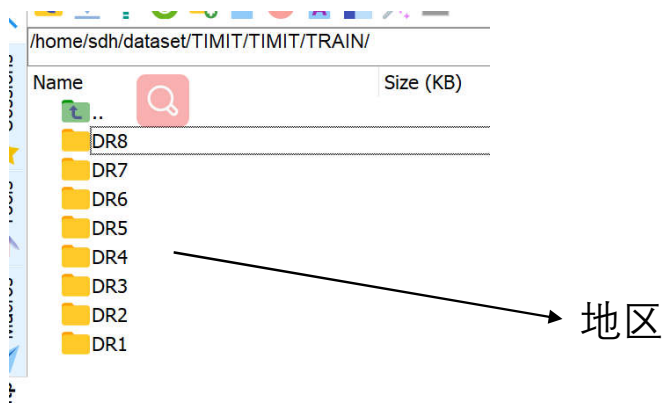 /home/sdh/dataset/TIMIT/TIMIT/TRAIN/
Name Size (KB)
..
DR8
DR7
DR6
DR5
DR4
DR3
DR2
DR1
地区